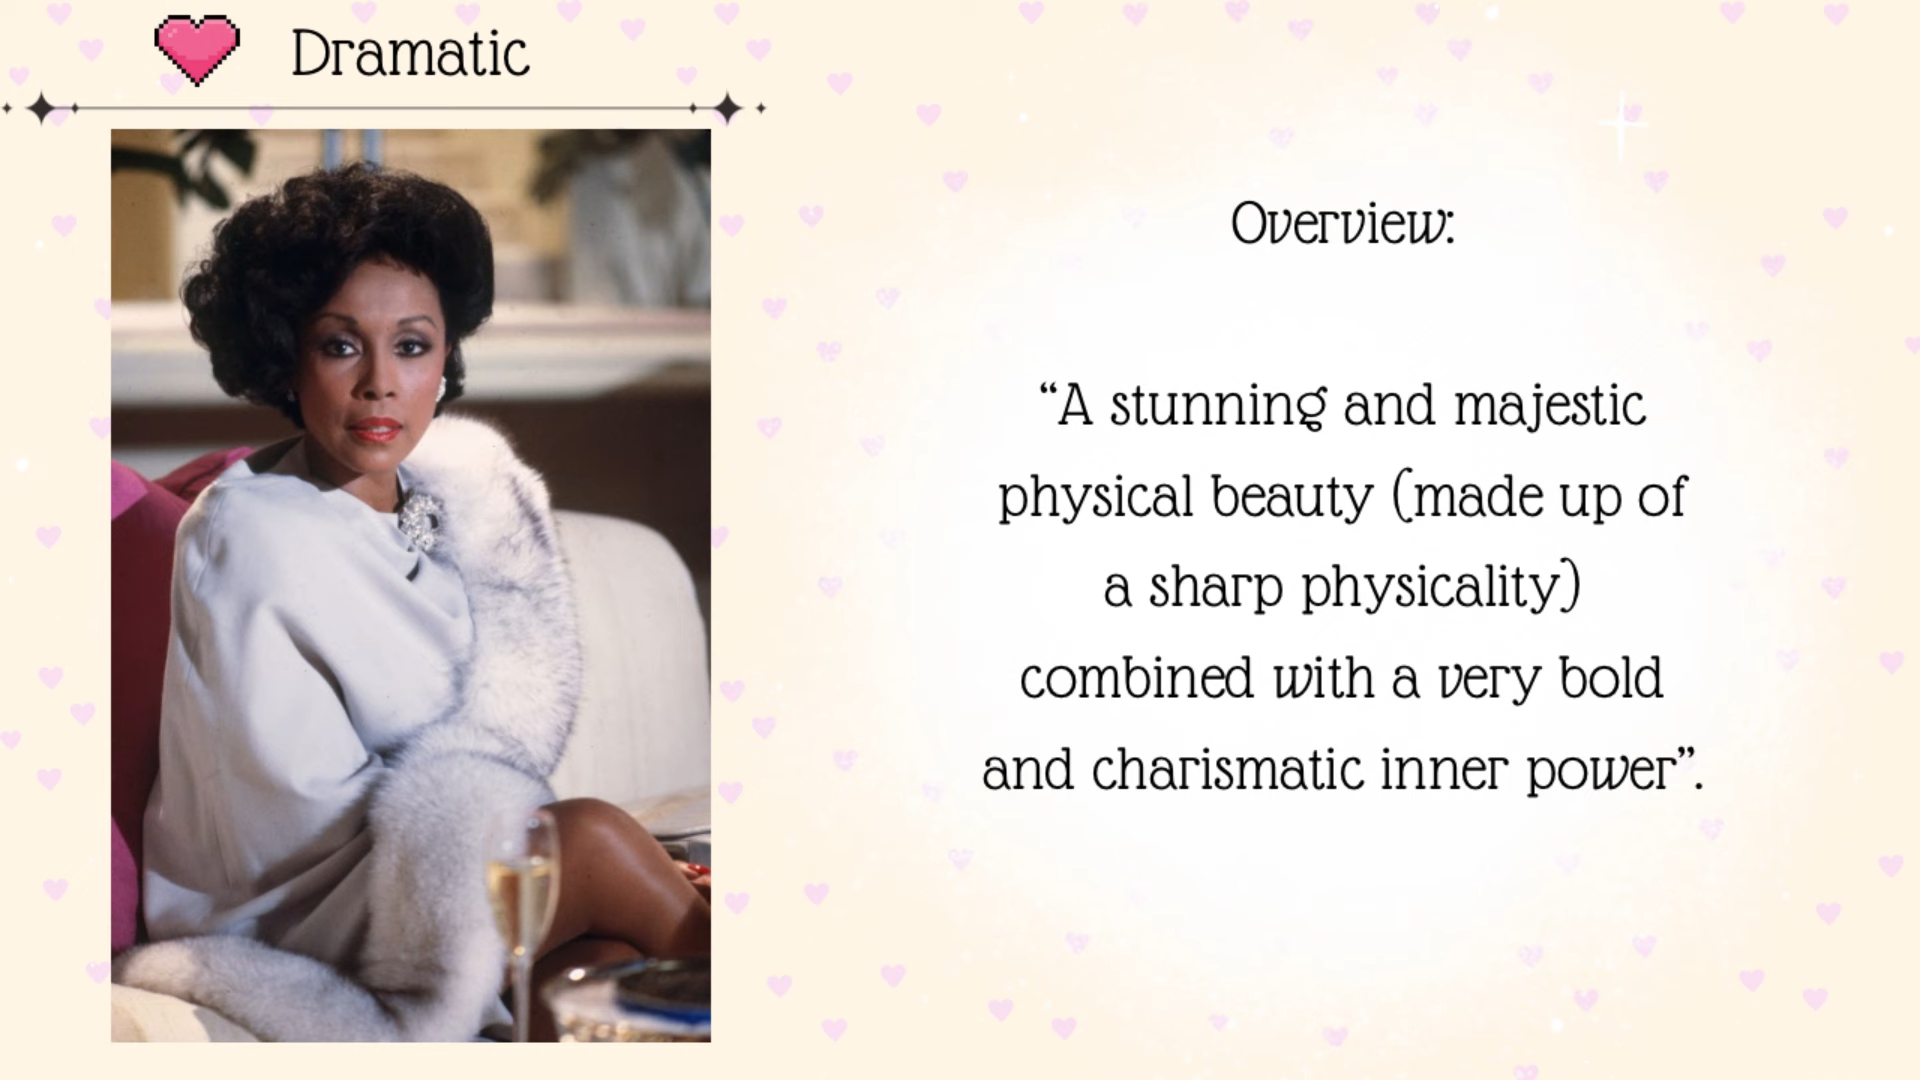 Dramatic
Overview:
“A stunning and majestic
physical beauty (made up of
a sharp physicality)
combined with a very bold
and charismatic inner power”.